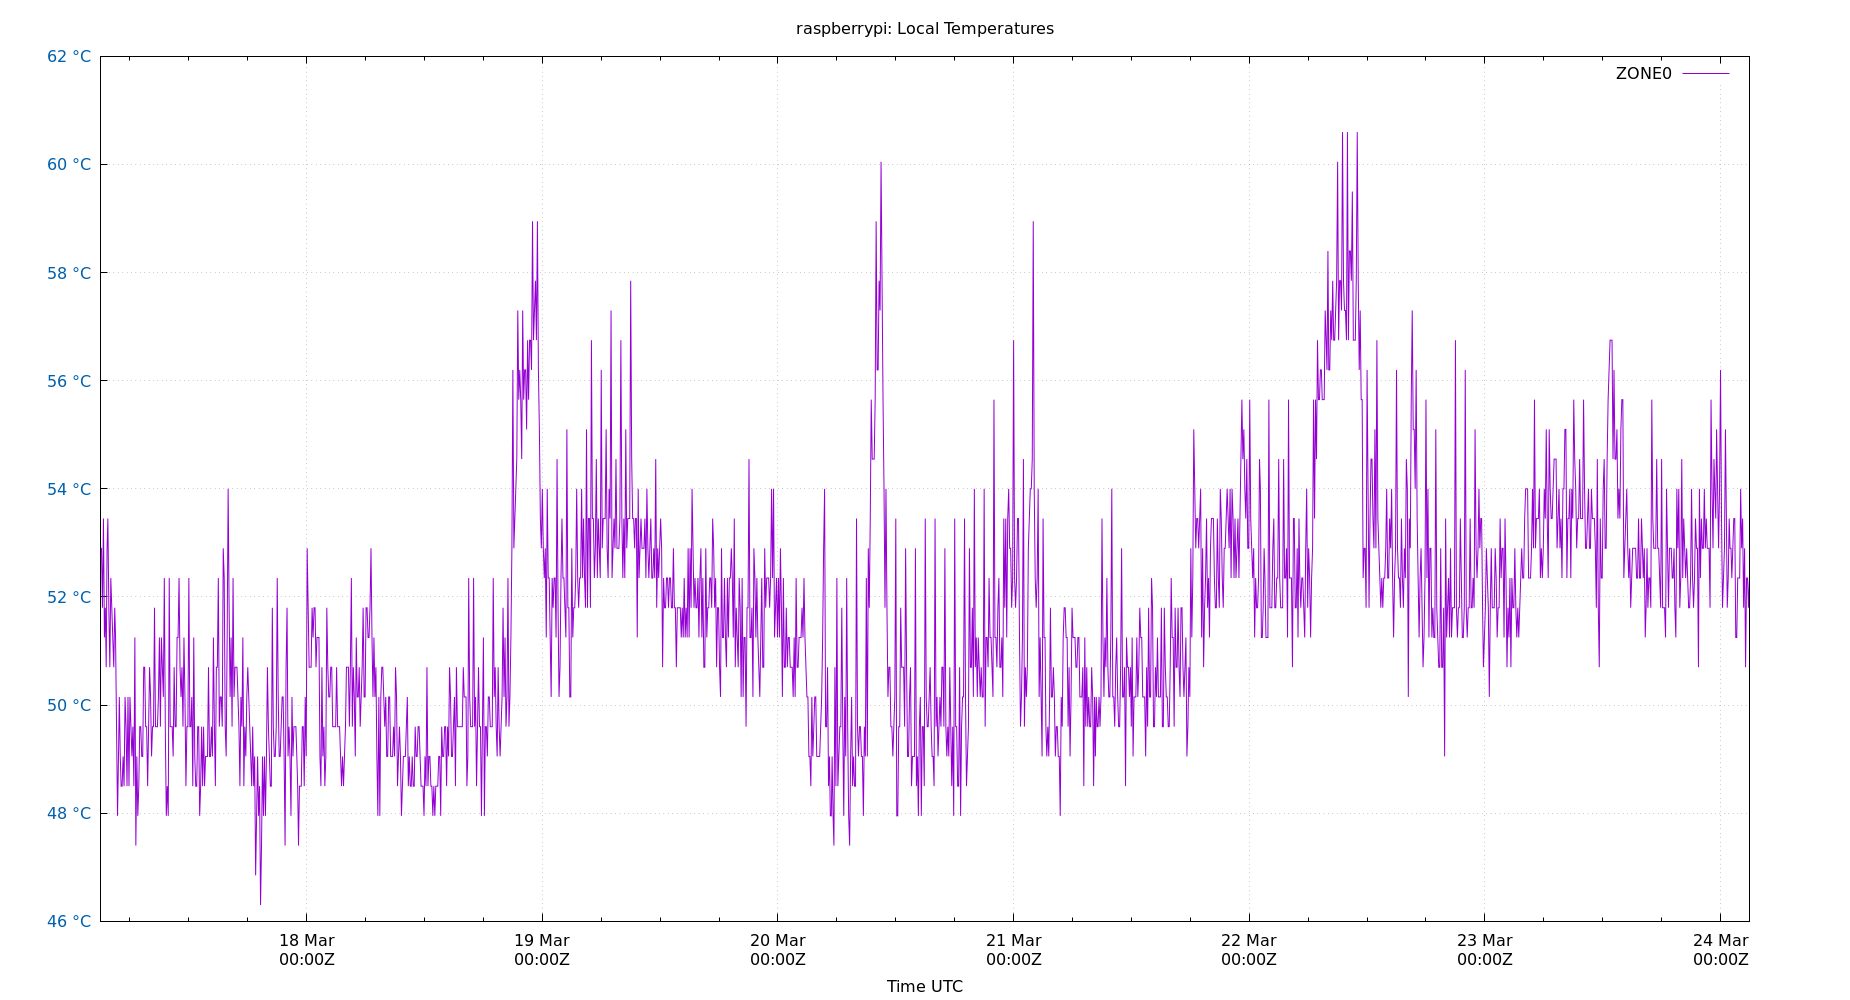 raspberrypi: Local Temperatures
62 °C
ZONE0
60 °C
58 °C
56 °C
54 °C
52 °C
50 °C
48 °C
46 °C
18 Mar 19 Mar 20 Mar 21 Mar 22 Mar 23 Mar 24 Mar
00:00Z 00:00Z 00:00Z 00:00Z 00:00Z 00:00Z 00:00Z
Time UTC